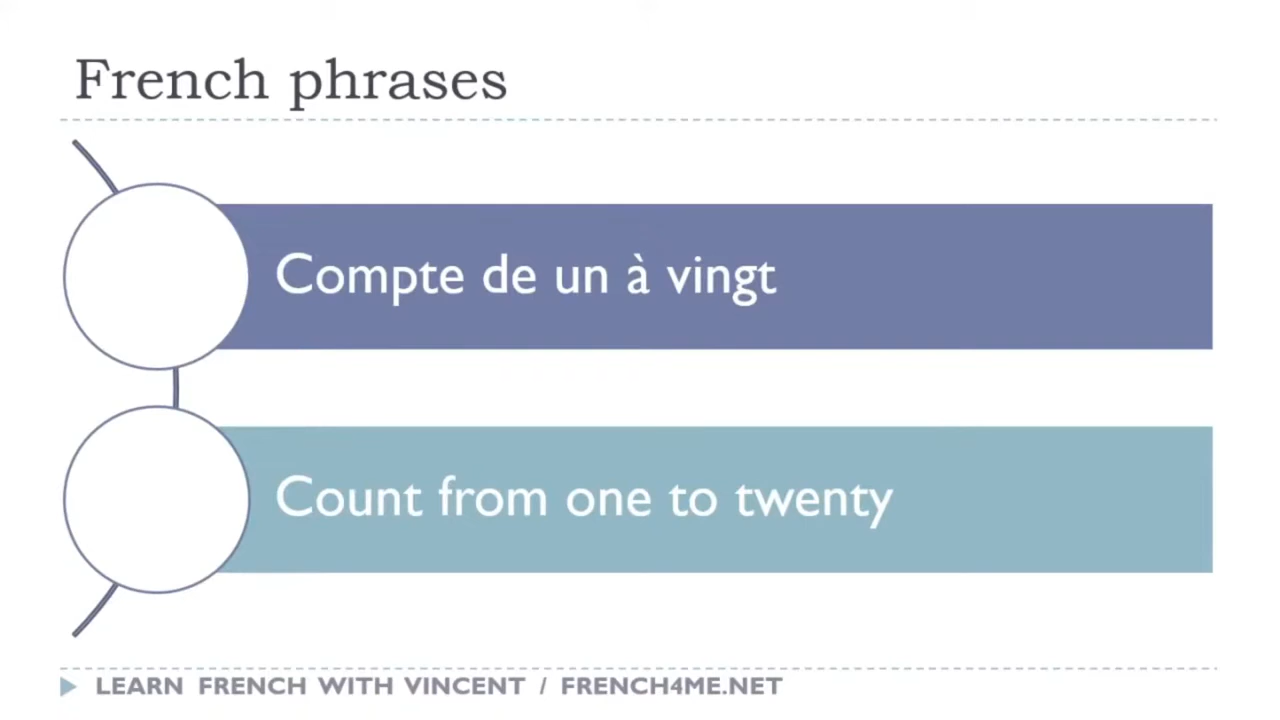 French phrases
Compte de un à vingt
Count from one to twenty
LEARN FRENCH WITH VINCENT / FRENCH4ME.NET